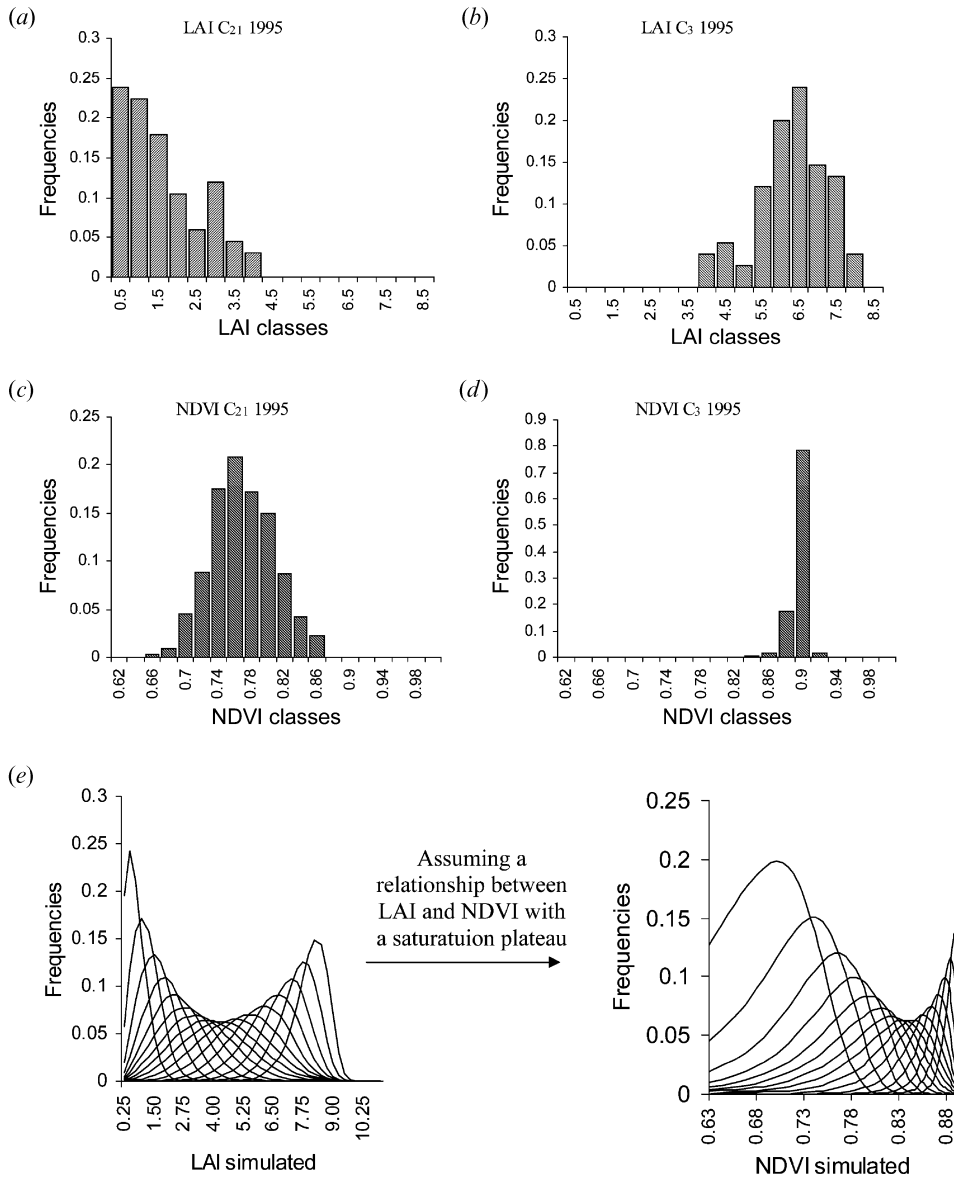 (a)
LAI C21 1995
0.3
0.25
0.2
0.15
0.1
0.05
0
Frequencies
0.5 1.5 2.5 3.5 4.5 5.5 6.5 7.5 8.5
LAI classes
(b)
LAI C3 1995
0.3
0.25
0.2
0.15
0.1
0.05
0
Frequencies
0.5 1.5 2.5 3.5 4.5 5.5 6.5 7.5 8.5
LAI classes
(c)
NDVI C21 1995
0.25
0.2
0.15
0.1
0.05
0
Frequencies
0.62 0.66 0.7 0.74 0.78 0.82 0.86 0.9 0.94 0.98
NDVI classes
(d)
NDVI C3 1995
0.9
0.8
0.7
0.6
0.5
0.4
0.3
0.2
0.1
0
Frequencies
0.62 0.66 0.7 0.74 0.78 0.82 0.86 0.9 0.94 0.98
NDVI classes
(e)
0.3
0.25
0.2
0.15
0.1
0.05
0
Frequencies
0.25 1.50 2.75 4.00 5.25 6.50 7.75 9.00 10.25
LAI simulated
Assuming a
relationship between
LAI and NDVI with
a saturatuion plateau
0.25
0.2
0.15
0.1
0.05
0
Frequencies
0.63 0.68 0.73 0.78 0.83 0.88
NDVI simulated